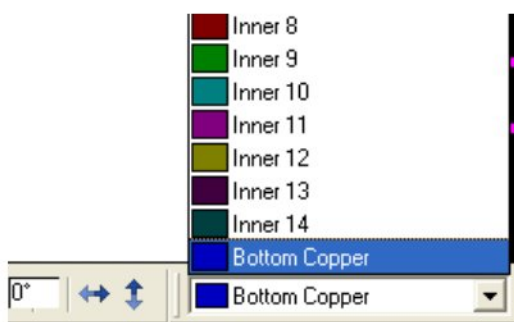 Inner 8
Inner 9
Inner 10
Inner 11
Inner 12
Inner 13
Inner 14
Bottom Copper
0° Bottom Copper